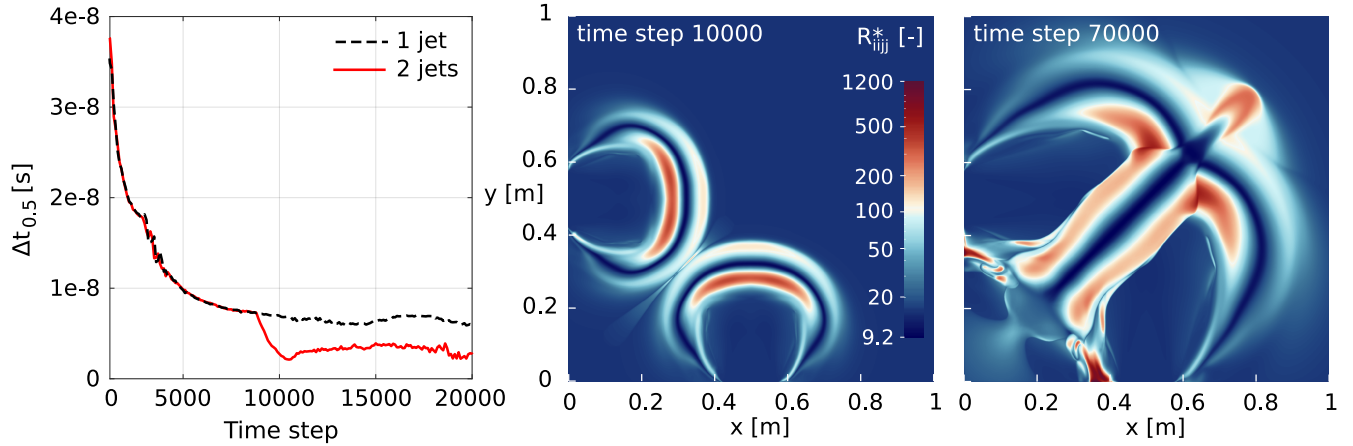 4e-8
3e-8
2e-8
1e-8
0
Δt0.5 [s]
0
5000
10000
15000
20000
Time step
1 jet
2 jets
time step 10000
R*iijj [-]
1200
500
200
100
50
20
9.2
1
0.8
0.6
y [m]
0.4
0.2
0
0
0.2
0.4
0.6
0.8
1
x [m]
time step 70000
0
0.2
0.4
0.6
0.8
1
x [m]